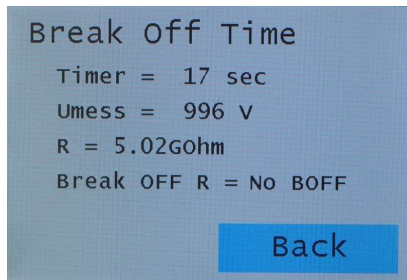 Break Off Time
Timer = 17 sec
Umess = 996 V
R = 5.02GOhm
Break OFF R = No BOFF
Back